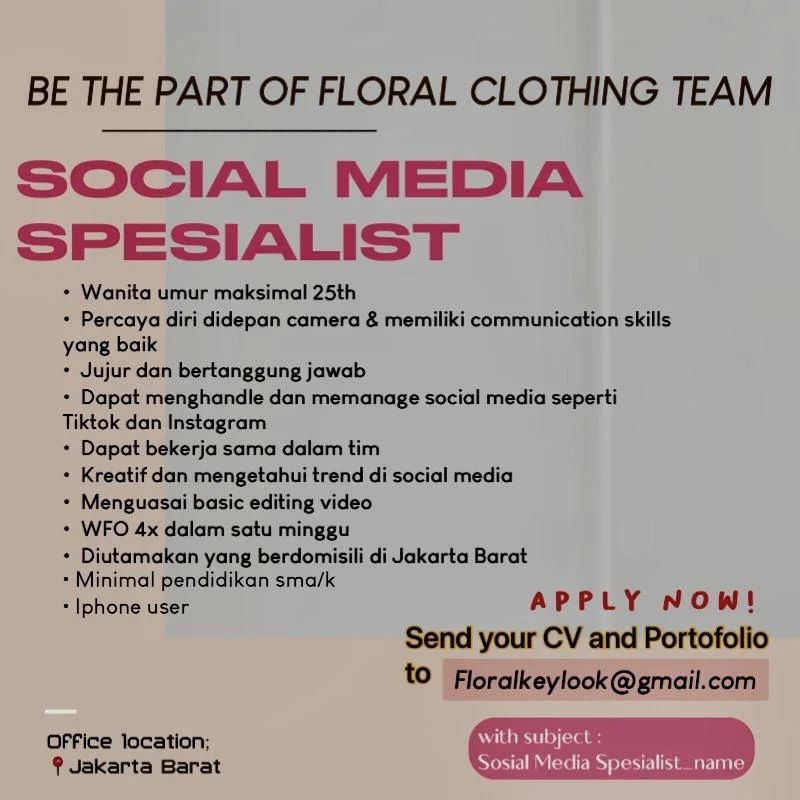 BE THE PART OF FLORAL CLOTHING TEAM
SOCIAL MEDIA
SPESIALIST
• Wanita umur maksimal 25th
• Percaya diri didepan camera & memiliki communication skills
yang baik
• Jujur dan bertanggung jawab
• Dapat menghandle dan memanage social media seperti
Tiktok dan Instagram
• Dapat bekerja sama dalam tim
• Kreatif dan mengetahui trend di social media
• Menguasai basic editing video
• WFO 4x dalam satu minggu
• Diutamakan yang berdomisili di Jakarta Barat
• Minimal pendidikan sma/k
• Iphone user
APPLY NOW!
Send your CV and Portofolio
to Floralkeylook@gmail.com
Office location;
📍Jakarta Barat
with subject :
Sosial Media Spesialist_name